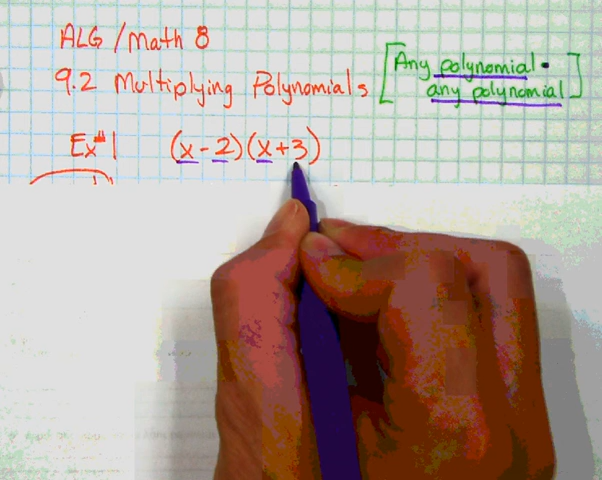 ALG / Math 8
9.2 Multiplying Polynomials [Any polynomial • any polynomial]
Ex#1 (x - 2)(x + 3)